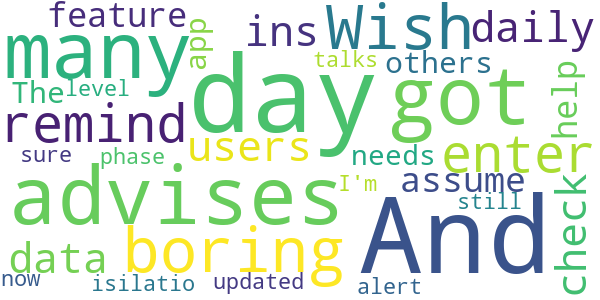 feature
app
ins
Wish
daily
many
talks
others
The
level
day
got
help
remind
users
enter
sure
phase
needs
I'm
assume
advises
still
And
check
data
boring
now
isilatio
updated
alert